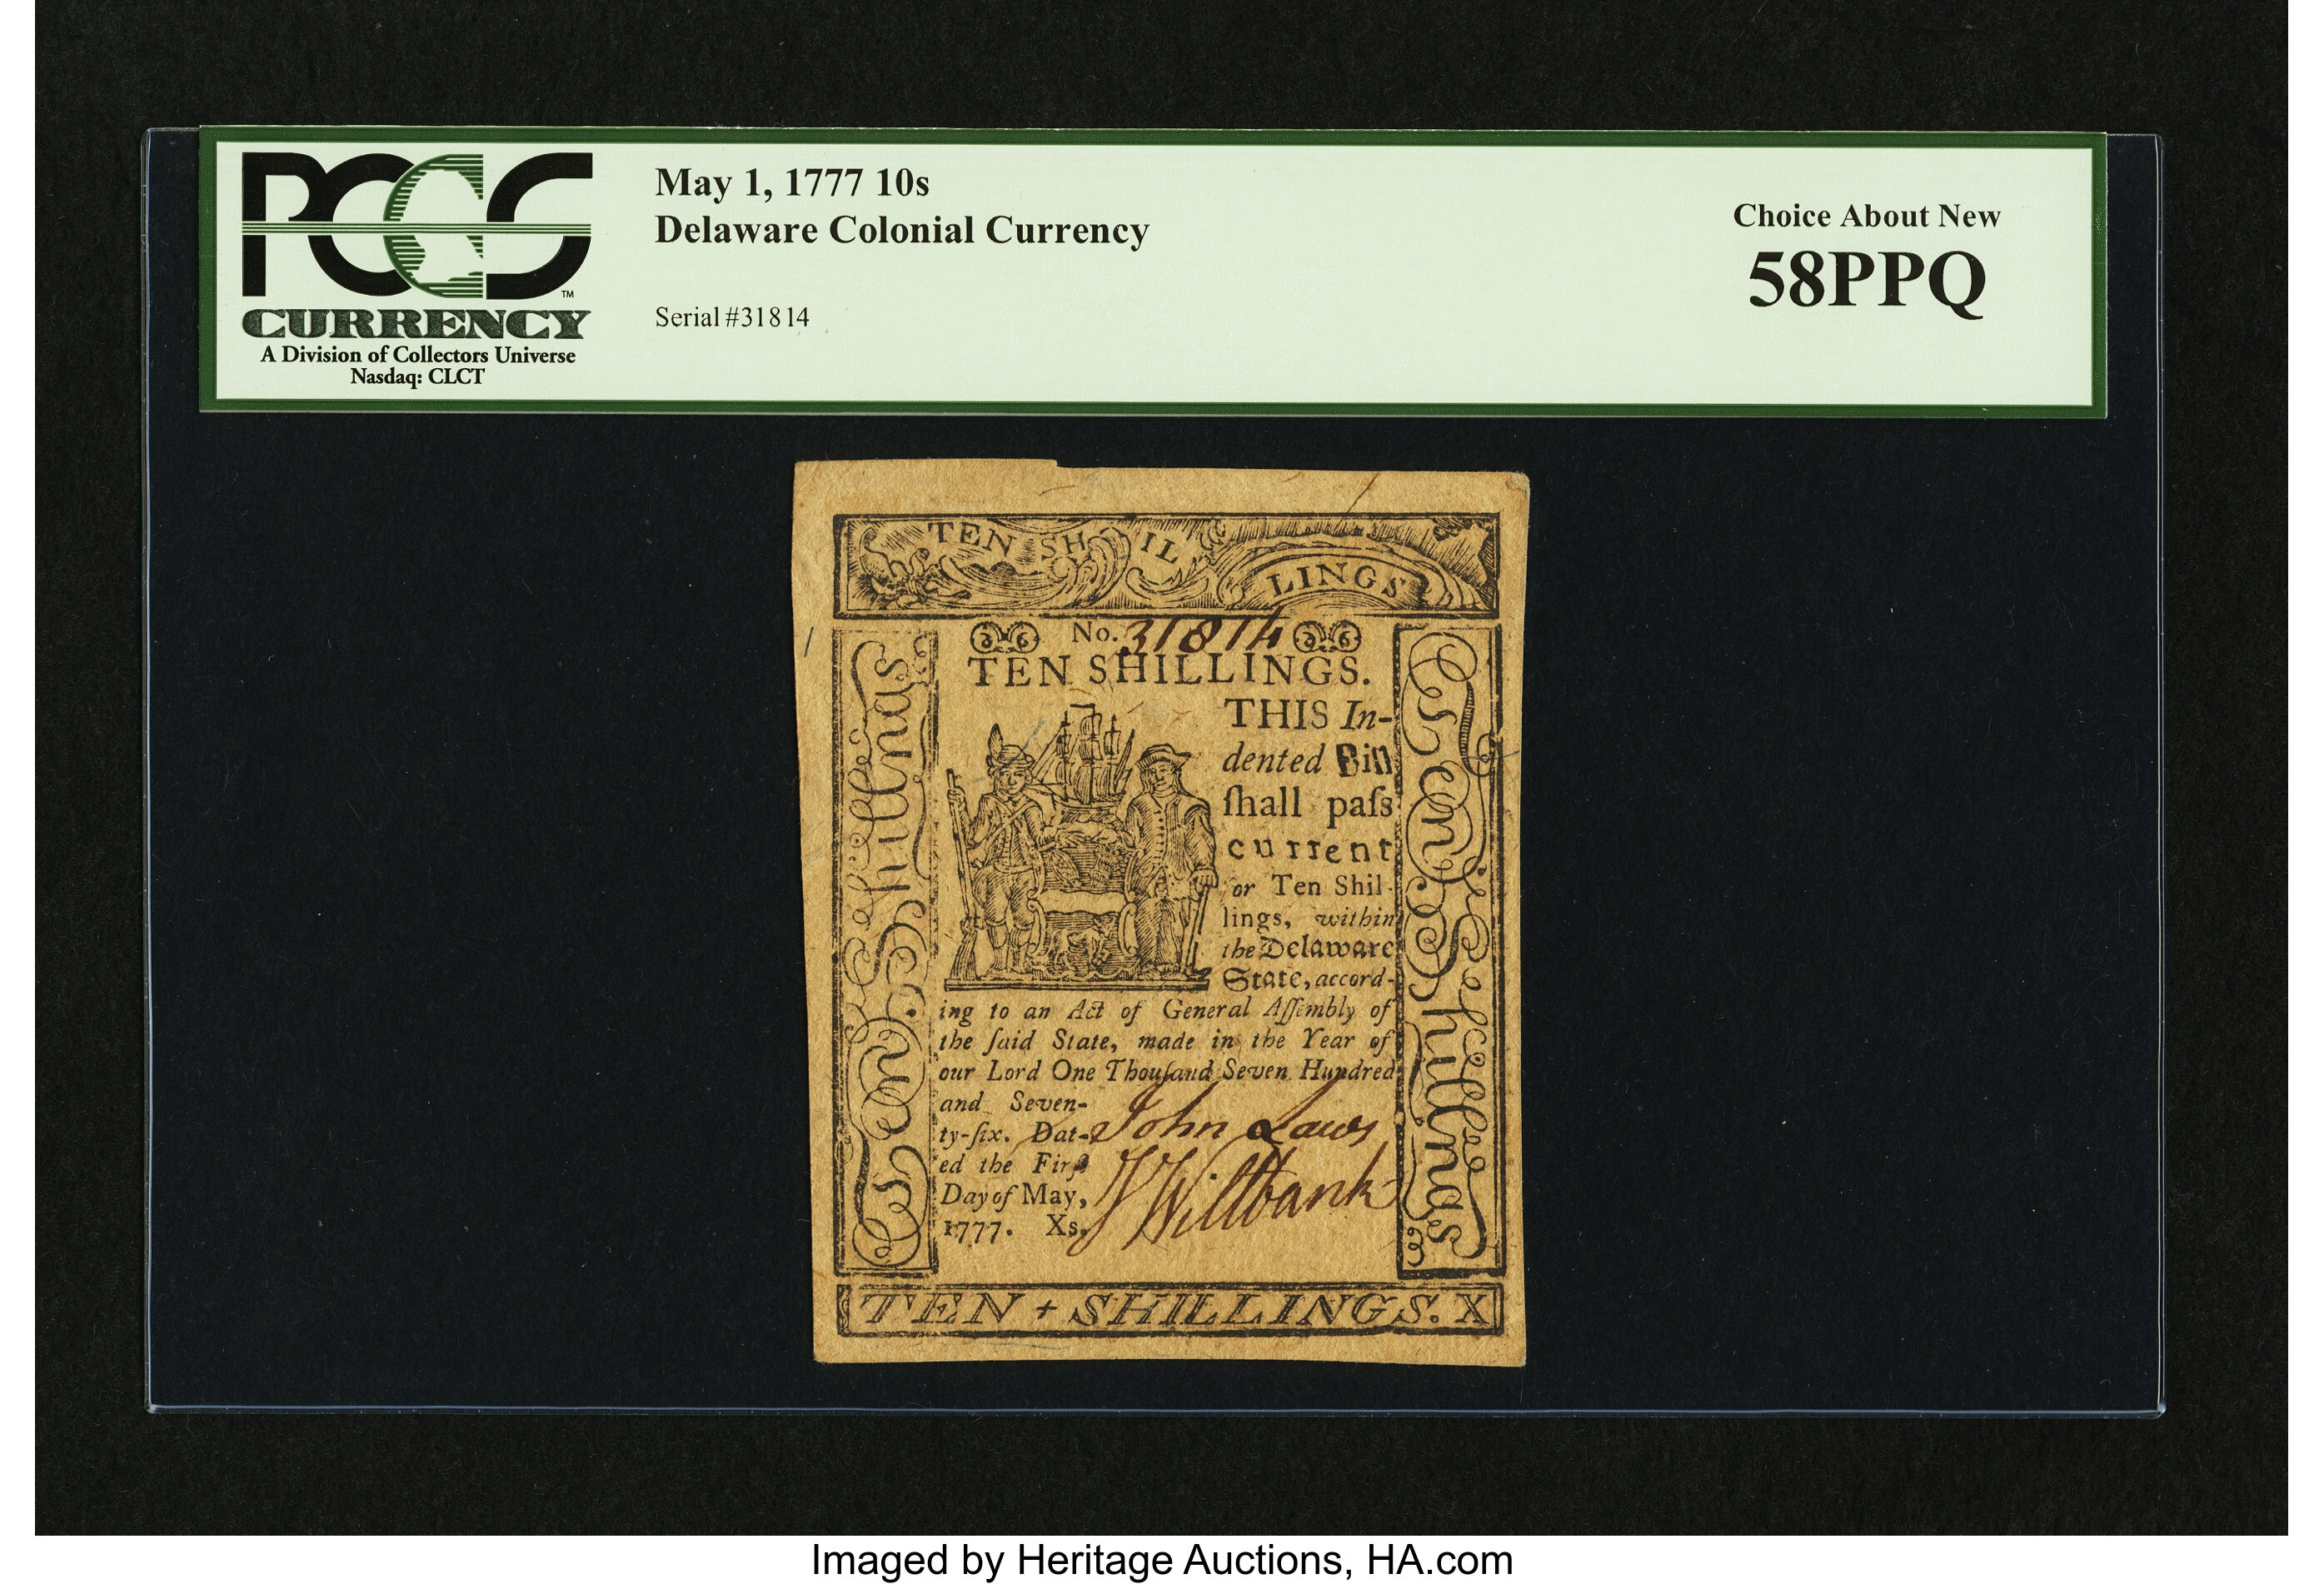 PCGS
TM
CURRENCY
A Division of Collectors Universe
Nasdaq: CLCT
May 1, 1777 10s
Delaware Colonial Currency
Serial #31814
Choice About New
58PPQ
TEN SHILLINGS
No. 31814
TEN SHILLINGS.
THIS In-
dented Bill
ſhall paſs
current
or Ten Shil-
lings, within
the Delaware
State, accord-
ing to an Act of General Aſſembly of
the ſaid State, made in the Year of
our Lord One Thouſand Seven Hundred
and Seven-
ty-ſix. Dat-
ed the Firſt
Day of May,
1777. Xs.
John Laws
J Wiltbank
Ten Shillings
Ten Shillings
TEN + SHILLINGS. X
Imaged by Heritage Auctions, HA.com